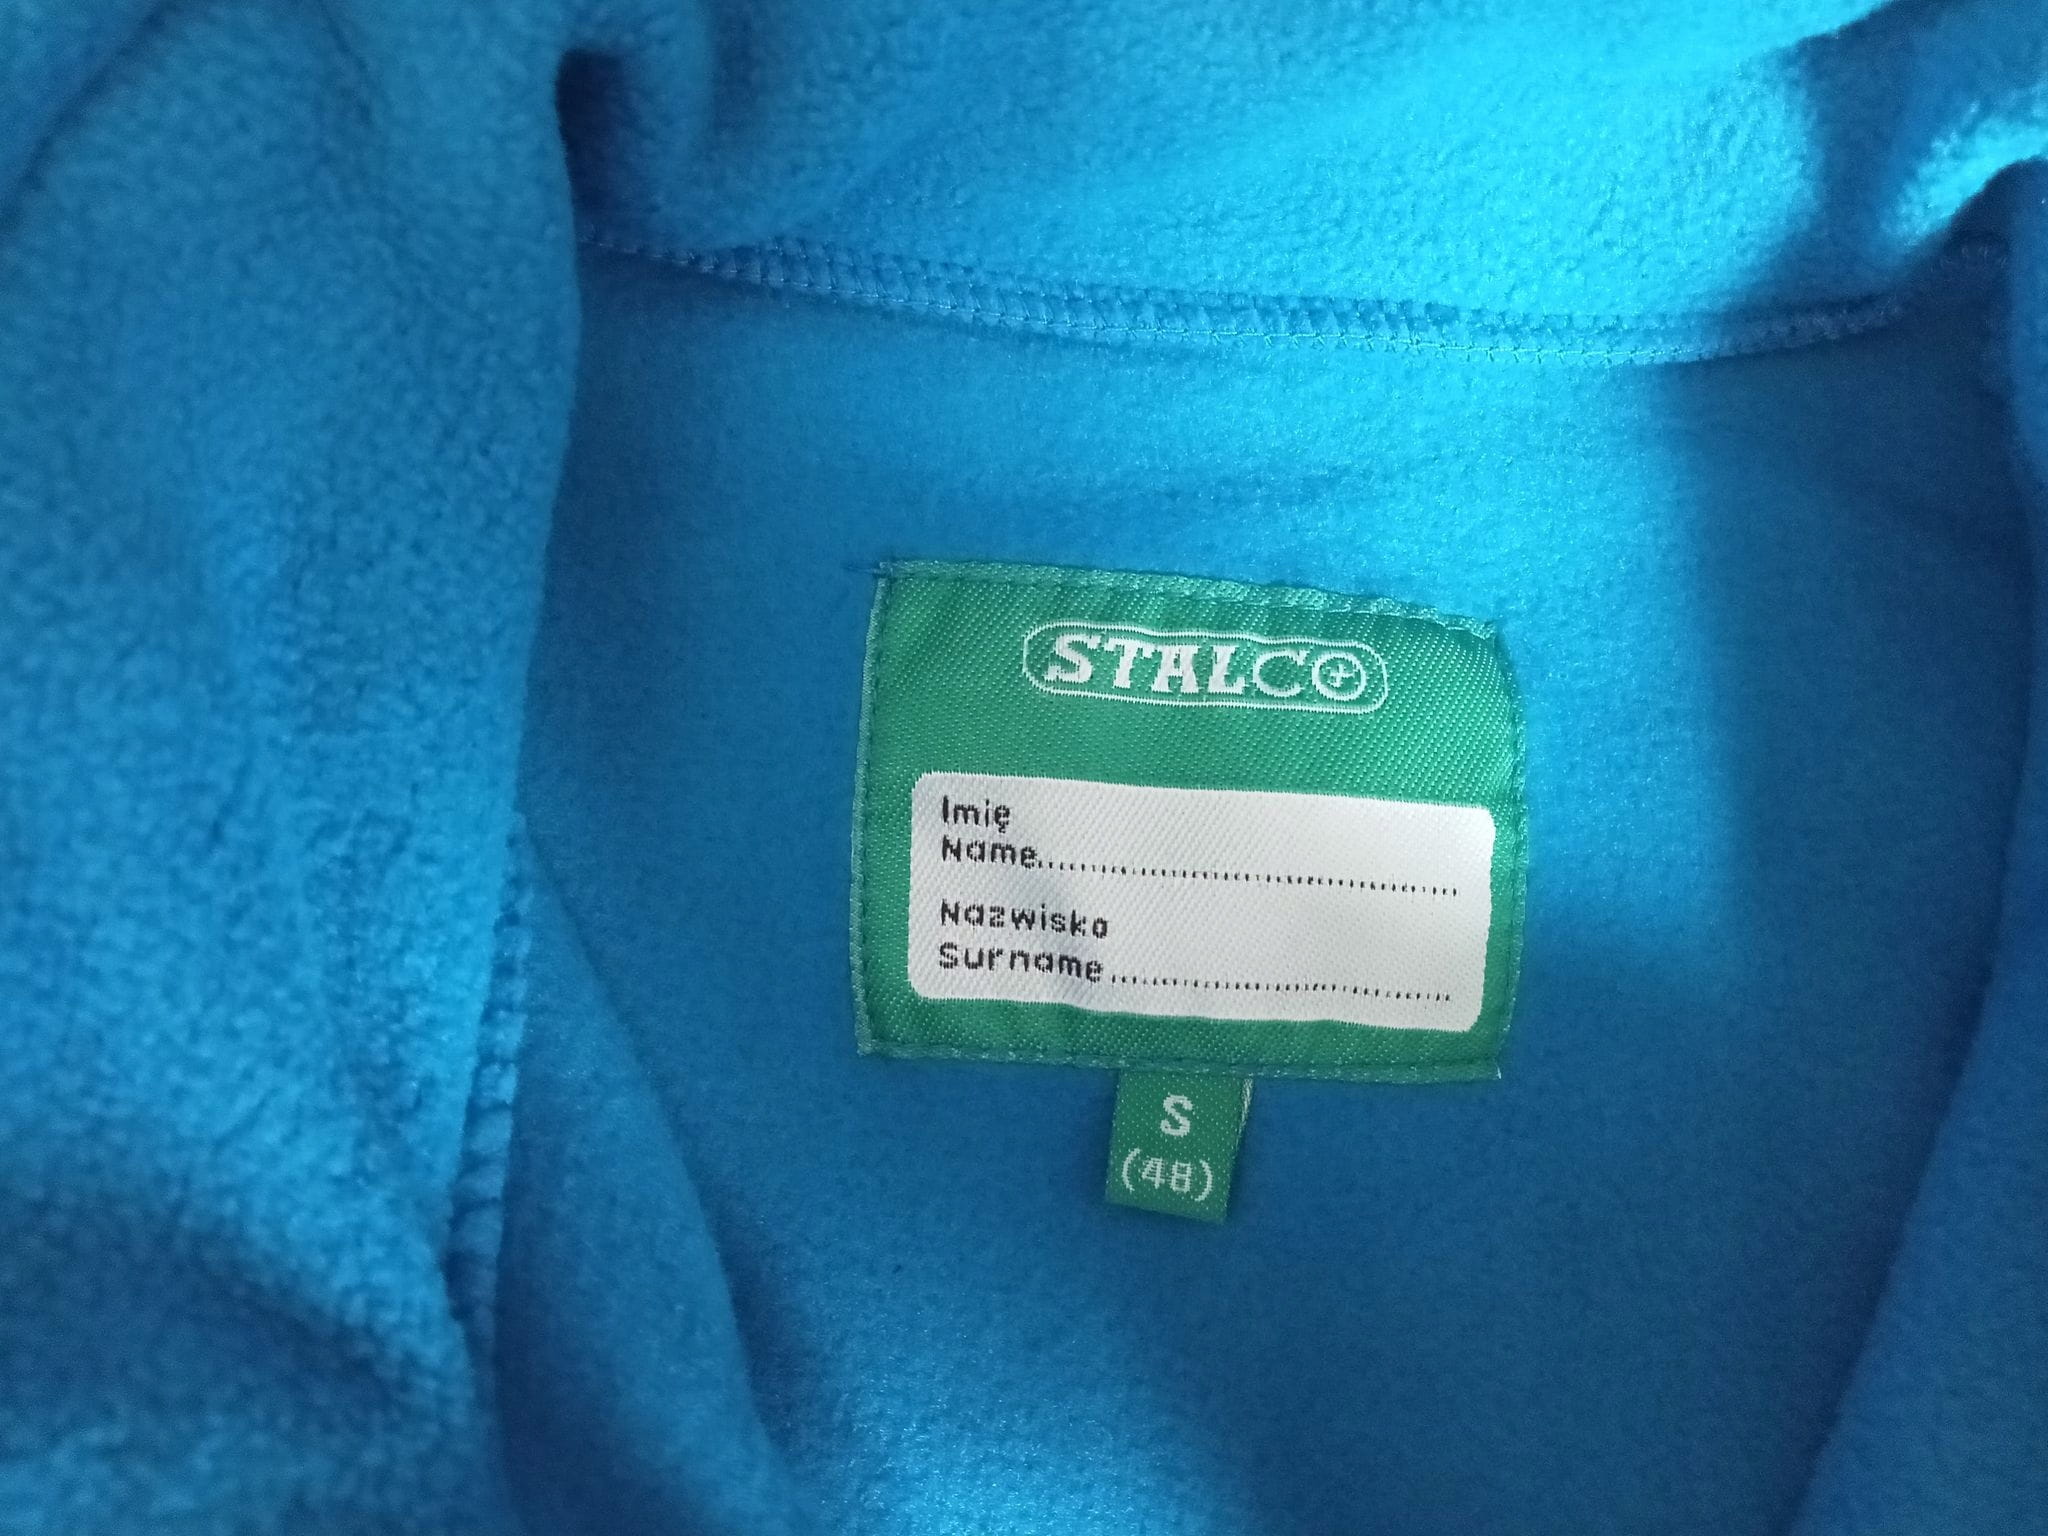 STALCO
Imię
Name....................................................
Nazwisko
Surname..........................................
S
(48)